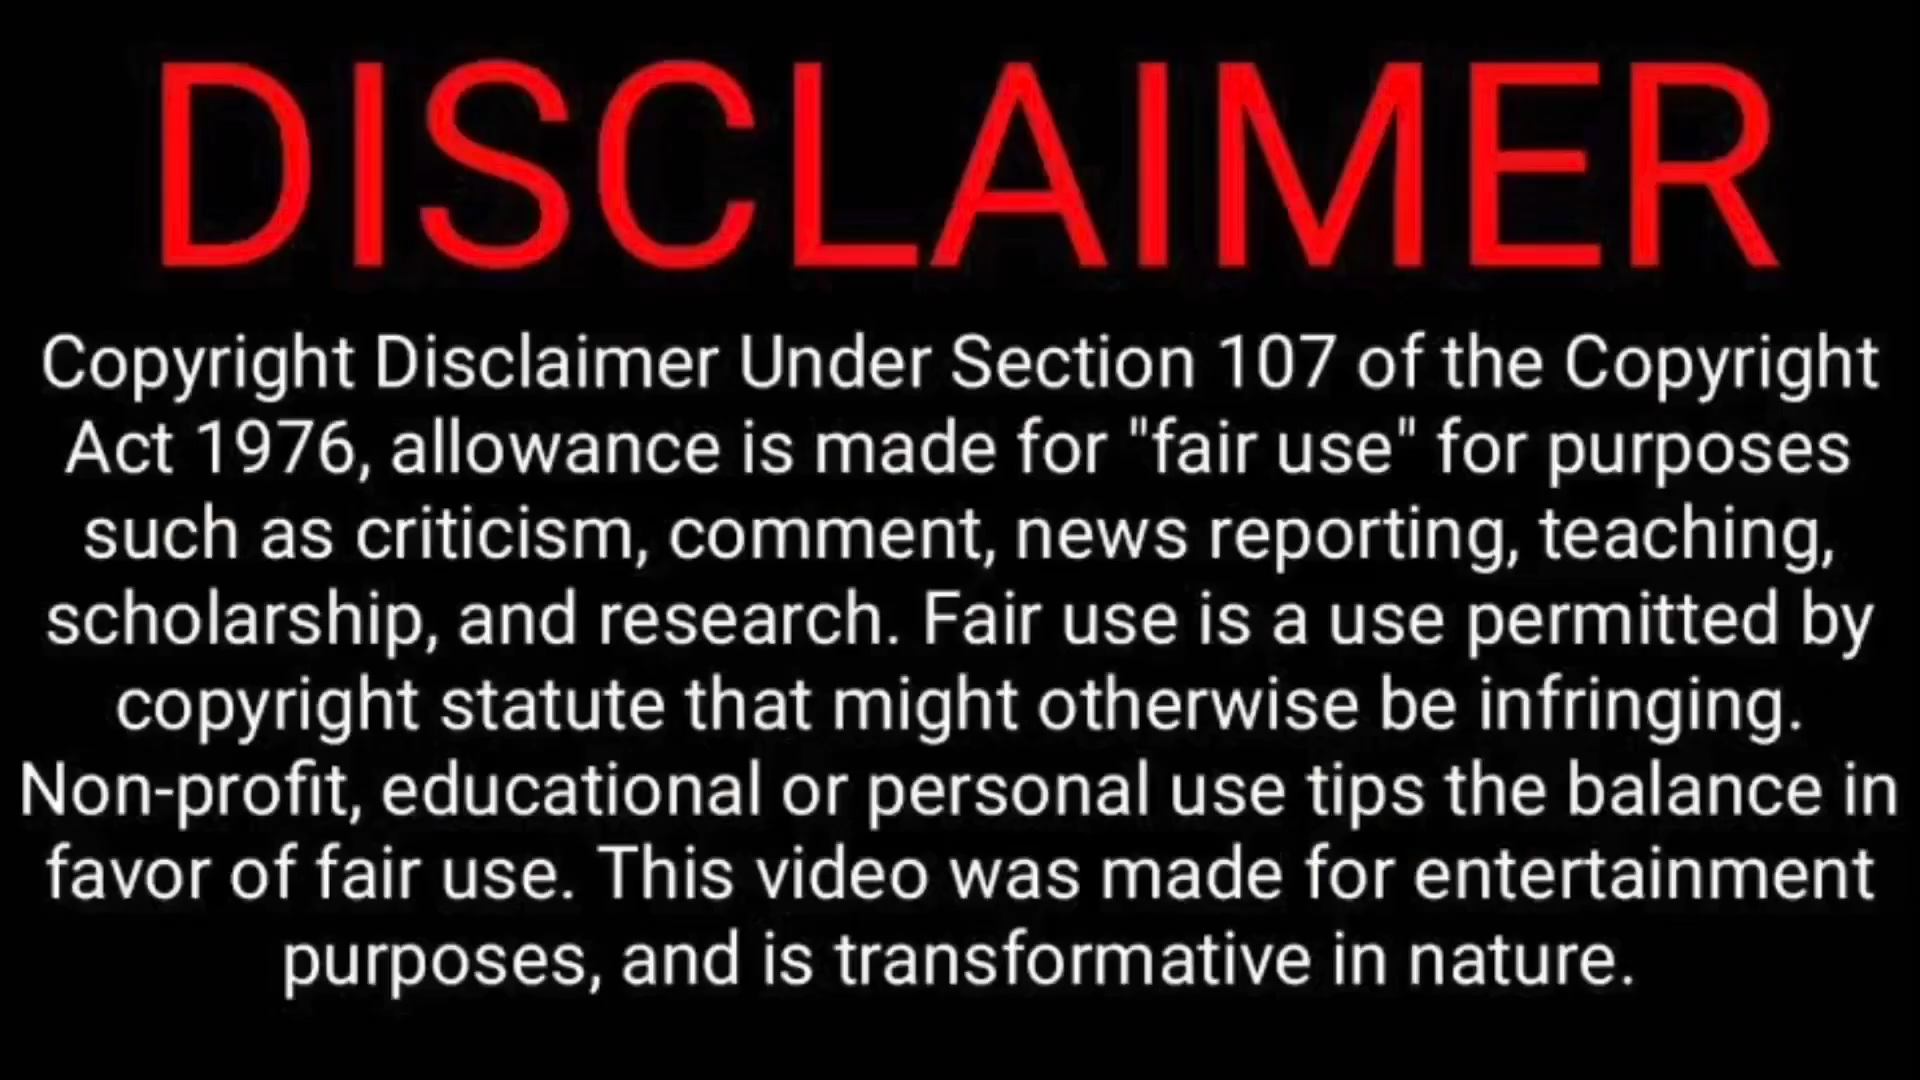 DISCLAIMER
Copyright Disclaimer Under Section 107 of the Copyright
Act 1976, allowance is made for "fair use" for purposes
such as criticism, comment, news reporting, teaching,
scholarship, and research. Fair use is a use permitted by
copyright statute that might otherwise be infringing.
Non-profit, educational or personal use tips the balance in
favor of fair use. This video was made for entertainment
purposes, and is transformative in nature.